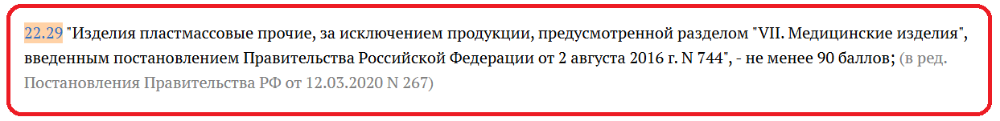 22.29 "Изделия пластмассовые прочие, за исключением продукции, предусмотренной разделом "VII. Медицинские изделия",
введенным постановлением Правительства Российской Федерации от 2 августа 2016 г. N 744", - не менее 90 баллов; (в ред.
Постановления Правительства РФ от 12.03.2020 N 267)